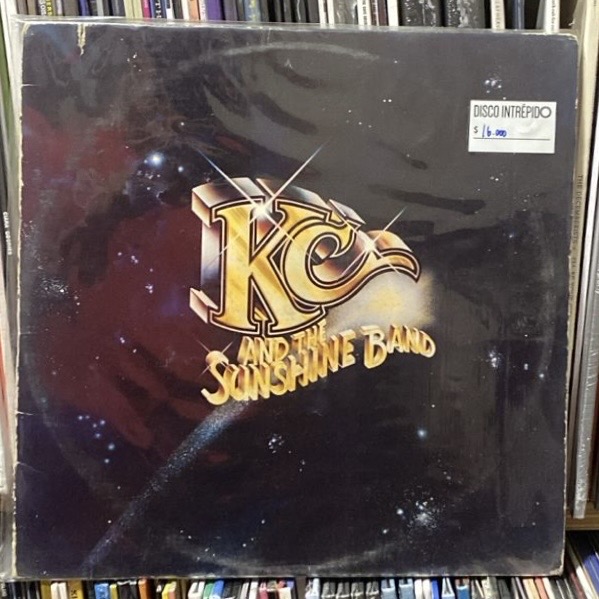 DISCO INTRÉPIDO
$ 16.000
KC
AND THE
SUNSHINE BAND